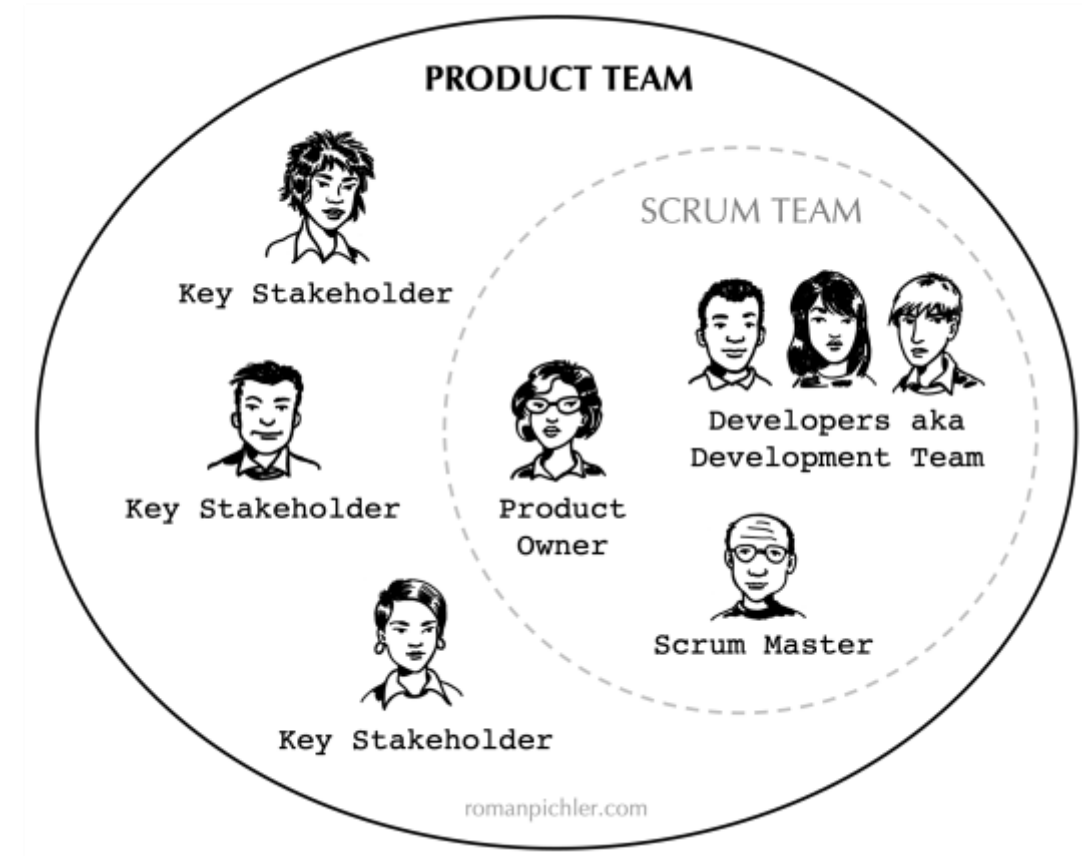 PRODUCT TEAM
SCRUM TEAM
Key Stakeholder
Developers aka
Development Team
Key Stakeholder
Product
Owner
Scrum Master
Key Stakeholder
romanpichler.com